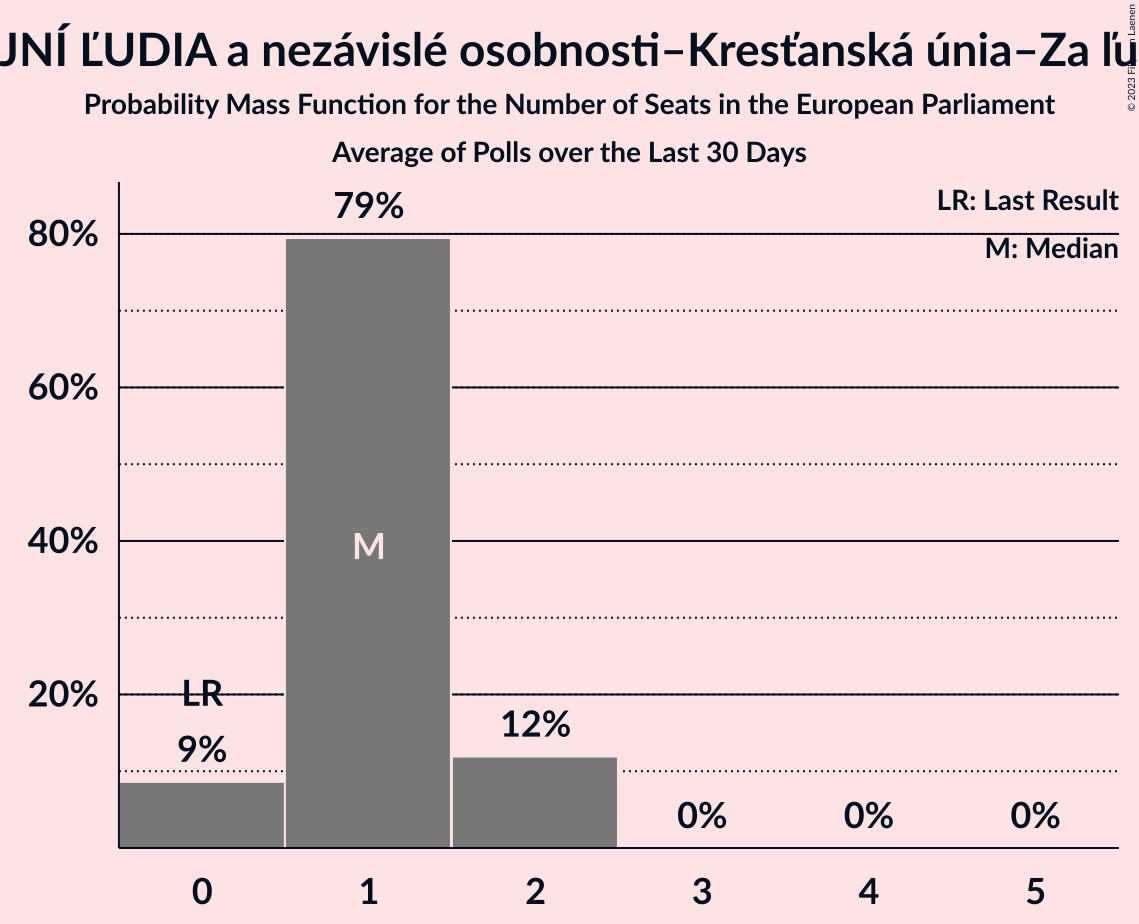 JNÍ ĽUDIA a nezávislé osobnosti–Kresťanská únia–Za ľu
Probability Mass Function for the Number of Seats in the European Parliament
Average of Polls over the Last 30 Days
© 2023 Laenen
LR: Last Result
M: Median
79%
80%
60%
40%
20%
M
LR
9%
12%
0%
0%
0%
0
1
2
3
4
5